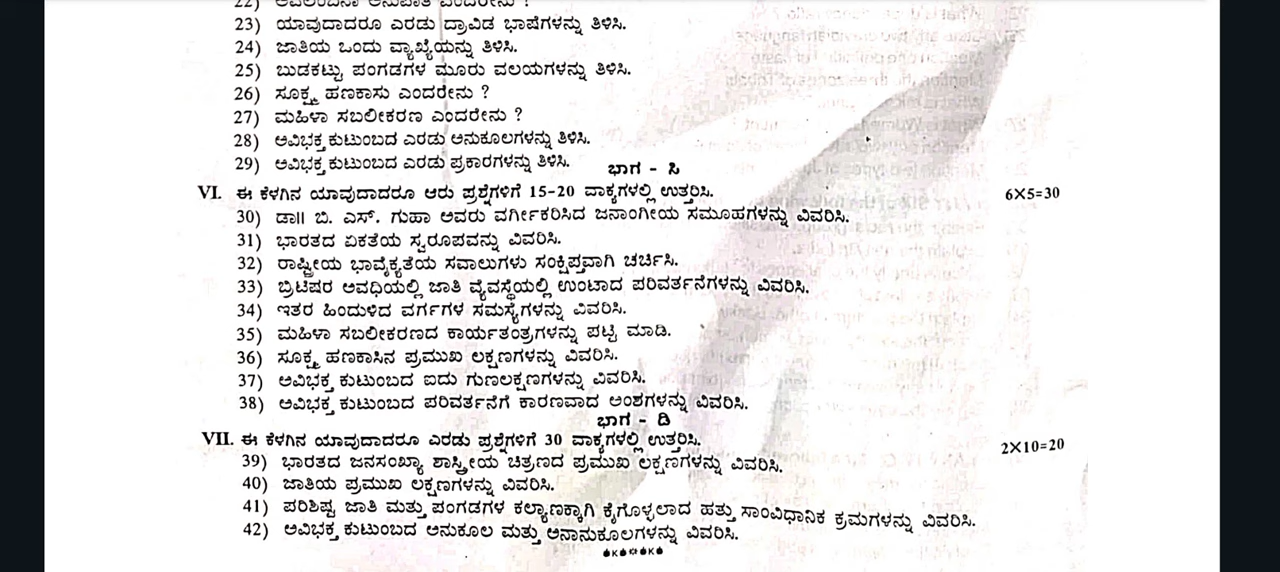 22) ಅವಲಂಬನಾ ಅನುಪಾತ ಎಂದರೇನು ?
23) ಯಾವುದಾದರೂ ಎರಡು ದ್ರಾವಿಡ ಭಾಷೆಗಳನ್ನು ತಿಳಿಸಿ.
24) ಜಾತಿಯ ಒಂದು ವ್ಯಾಖ್ಯೆಯನ್ನು ತಿಳಿಸಿ.
25) ಬುಡಕಟ್ಟು ಪಂಗಡಗಳ ಮೂರು ವಲಯಗಳನ್ನು ತಿಳಿಸಿ.
26) ಸೂಕ್ಷ್ಮ ಹಣಕಾಸು ಎಂದರೇನು ?
27) ಮಹಿಳಾ ಸಬಲೀಕರಣ ಎಂದರೇನು ?
28) ಅವಿಭಕ್ತ ಕುಟುಂಬದ ಎರಡು ಅನುಕೂಲಗಳನ್ನು ತಿಳಿಸಿ.
29) ಅವಿಭಕ್ತ ಕುಟುಂಬದ ಎರಡು ಪ್ರಕಾರಗಳನ್ನು ತಿಳಿಸಿ.
ಭಾಗ - ಸಿ
VI. ಈ ಕೆಳಗಿನ ಯಾವುದಾದರೂ ಆರು ಪ್ರಶ್ನೆಗಳಿಗೆ 15-20 ವಾಕ್ಯಗಳಲ್ಲಿ ಉತ್ತರಿಸಿ. 6X5=30
30) ಡಾ|| ಬಿ. ಎಸ್. ಗುಹಾ ಅವರು ವರ್ಗೀಕರಿಸಿದ ಜನಾಂಗೀಯ ಸಮೂಹಗಳನ್ನು ವಿವರಿಸಿ.
31) ಭಾರತದ ಏಕತೆಯ ಸ್ವರೂಪವನ್ನು ವಿವರಿಸಿ.
32) ರಾಷ್ಟ್ರೀಯ ಭಾವೈಕ್ಯತೆಯ ಸವಾಲುಗಳು ಸಂಕ್ಷಿಪ್ತವಾಗಿ ಚರ್ಚಿಸಿ.
33) ಬ್ರಿಟಿಷರ ಅವಧಿಯಲ್ಲಿ ಜಾತಿ ವ್ಯೆವಸ್ಥೆಯಲ್ಲಿ ಉಂಟಾದ ಪರಿವರ್ತನೆಗಳನ್ನು ವಿವರಿಸಿ.
34) ಇತರ ಹಿಂದುಳಿದ ವರ್ಗಗಳ ಸಮಸ್ಯೆಗಳನ್ನು ವಿವರಿಸಿ.
35) ಮಹಿಳಾ ಸಬಲೀಕರಣದ ಕಾರ್ಯತಂತ್ರಗಳನ್ನು ಪಟ್ಟಿ ಮಾಡಿ.
36) ಸೂಕ್ಷ್ಮ ಹಣಕಾಸಿನ ಪ್ರಮುಖ ಲಕ್ಷಣಗಳನ್ನು ವಿವರಿಸಿ.
37) ಅವಿಭಕ್ತ ಕುಟುಂಬದ ಐದು ಗುಣಲಕ್ಷಣಗಳನ್ನು ವಿವರಿಸಿ.
38) ಅವಿಭಕ್ತ ಕುಟುಂಬದ ಪರಿವರ್ತನೆಗೆ ಕಾರಣವಾದ ಅಂಶಗಳನ್ನು ವಿವರಿಸಿ.
ಭಾಗ - ಡಿ
VII. ಈ ಕೆಳಗಿನ ಯಾವುದಾದರೂ ಎರಡು ಪ್ರಶ್ನೆಗಳಿಗೆ 30 ವಾಕ್ಯಗಳಲ್ಲಿ ಉತ್ತರಿಸಿ. 2X10=20
39) ಭಾರತದ ಜನಸಂಖ್ಯಾ ಶಾಸ್ತ್ರೀಯ ಚಿತ್ರಣದ ಪ್ರಮುಖ ಲಕ್ಷಣಗಳನ್ನು ವಿವರಿಸಿ.
40) ಜಾತಿಯ ಪ್ರಮುಖ ಲಕ್ಷಣಗಳನ್ನು ವಿವರಿಸಿ.
41) ಪರಿಶಿಷ್ಟ ಜಾತಿ ಮತ್ತು ಪಂಗಡಗಳ ಕಲ್ಯಾಣಕ್ಕಾಗಿ ಕೈಗೊಳ್ಳಲಾದ ಹತ್ತು ಸಾಂವಿಧಾನಿಕ ಕ್ರಮಗಳನ್ನು ವಿವರಿಸಿ.
42) ಅವಿಭಕ್ತ ಕುಟುಂಬದ ಅನುಕೂಲ ಮತ್ತು ಅನಾನುಕೂಲಗಳನ್ನು ವಿವರಿಸಿ.